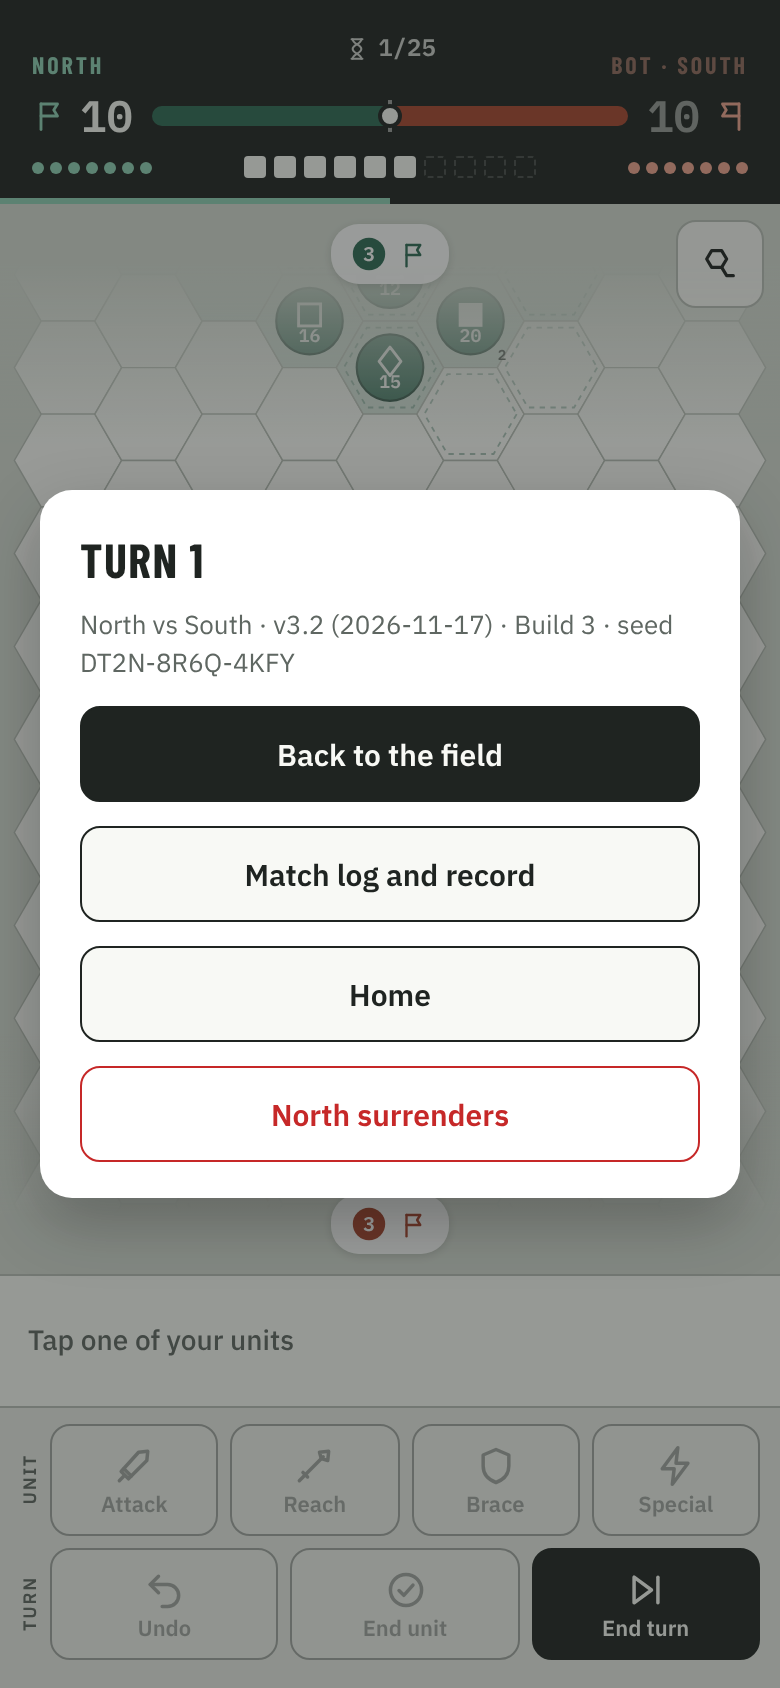 1/25
NORTH
BOT · SOUTH
10
10
3
12
16
20
2
15
TURN 1
North vs South · v3.2 (2026-11-17) · Build 3 · seed
DT2N-8R6Q-4KFY
Back to the field
Match log and record
Home
North surrenders
3
Tap one of your units
UNIT
Attack
Reach
Brace
Special
TURN
Undo
End unit
End turn